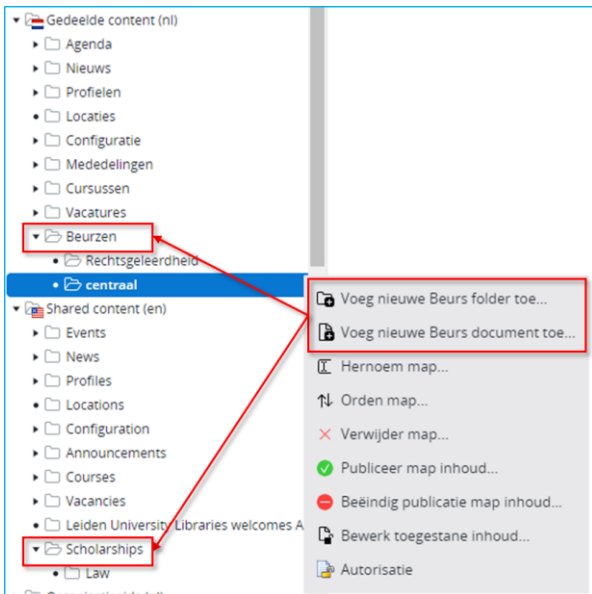 Gedeelde content (nl)
Agenda
Nieuws
Profielen
Locaties
Configuratie
Mededelingen
Cursussen
Vacatures
Beurzen
Rechtsgeleerdheid
centraal
Shared content (en)
Events
News
Profiles
Locations
Configuration
Announcements
Courses
Vacancies
Leiden University Libraries welcomes A
Scholarships
Law
Voeg nieuwe Beurs folder toe...
Voeg nieuwe Beurs document toe...
Hernoem map...
Orden map...
Verwijder map...
Publiceer map inhoud...
Beëindig publicatie map inhoud...
Bewerk toegestane inhoud...
Autorisatie